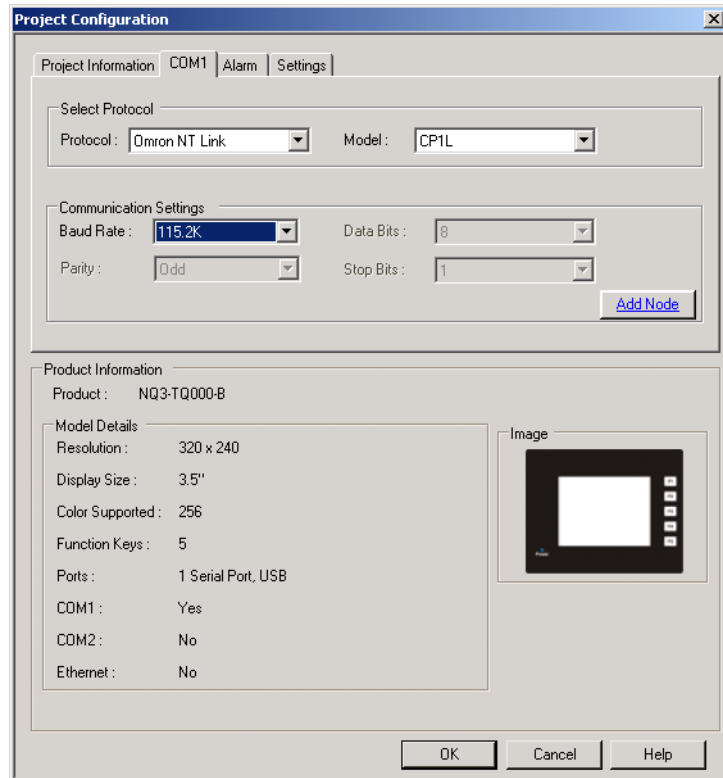 Project Configuration
Project Information COM1 Alarm Settings
Select Protocol
Protocol : Omron NT Link Model : CP1L
Communication Settings
Baud Rate : 115.2K Data Bits : 8
Parity : Odd Stop Bits : 1
Add Node
Product Information
Product : NQ3-TQ000-B
Model Details
Image
Resolution : 320 x 240
Display Size : 3.5''
Color Supported : 256
Function Keys : 5
Ports : 1 Serial Port, USB
COM1 : Yes
COM2 : No
Ethernet : No
OK Cancel Help